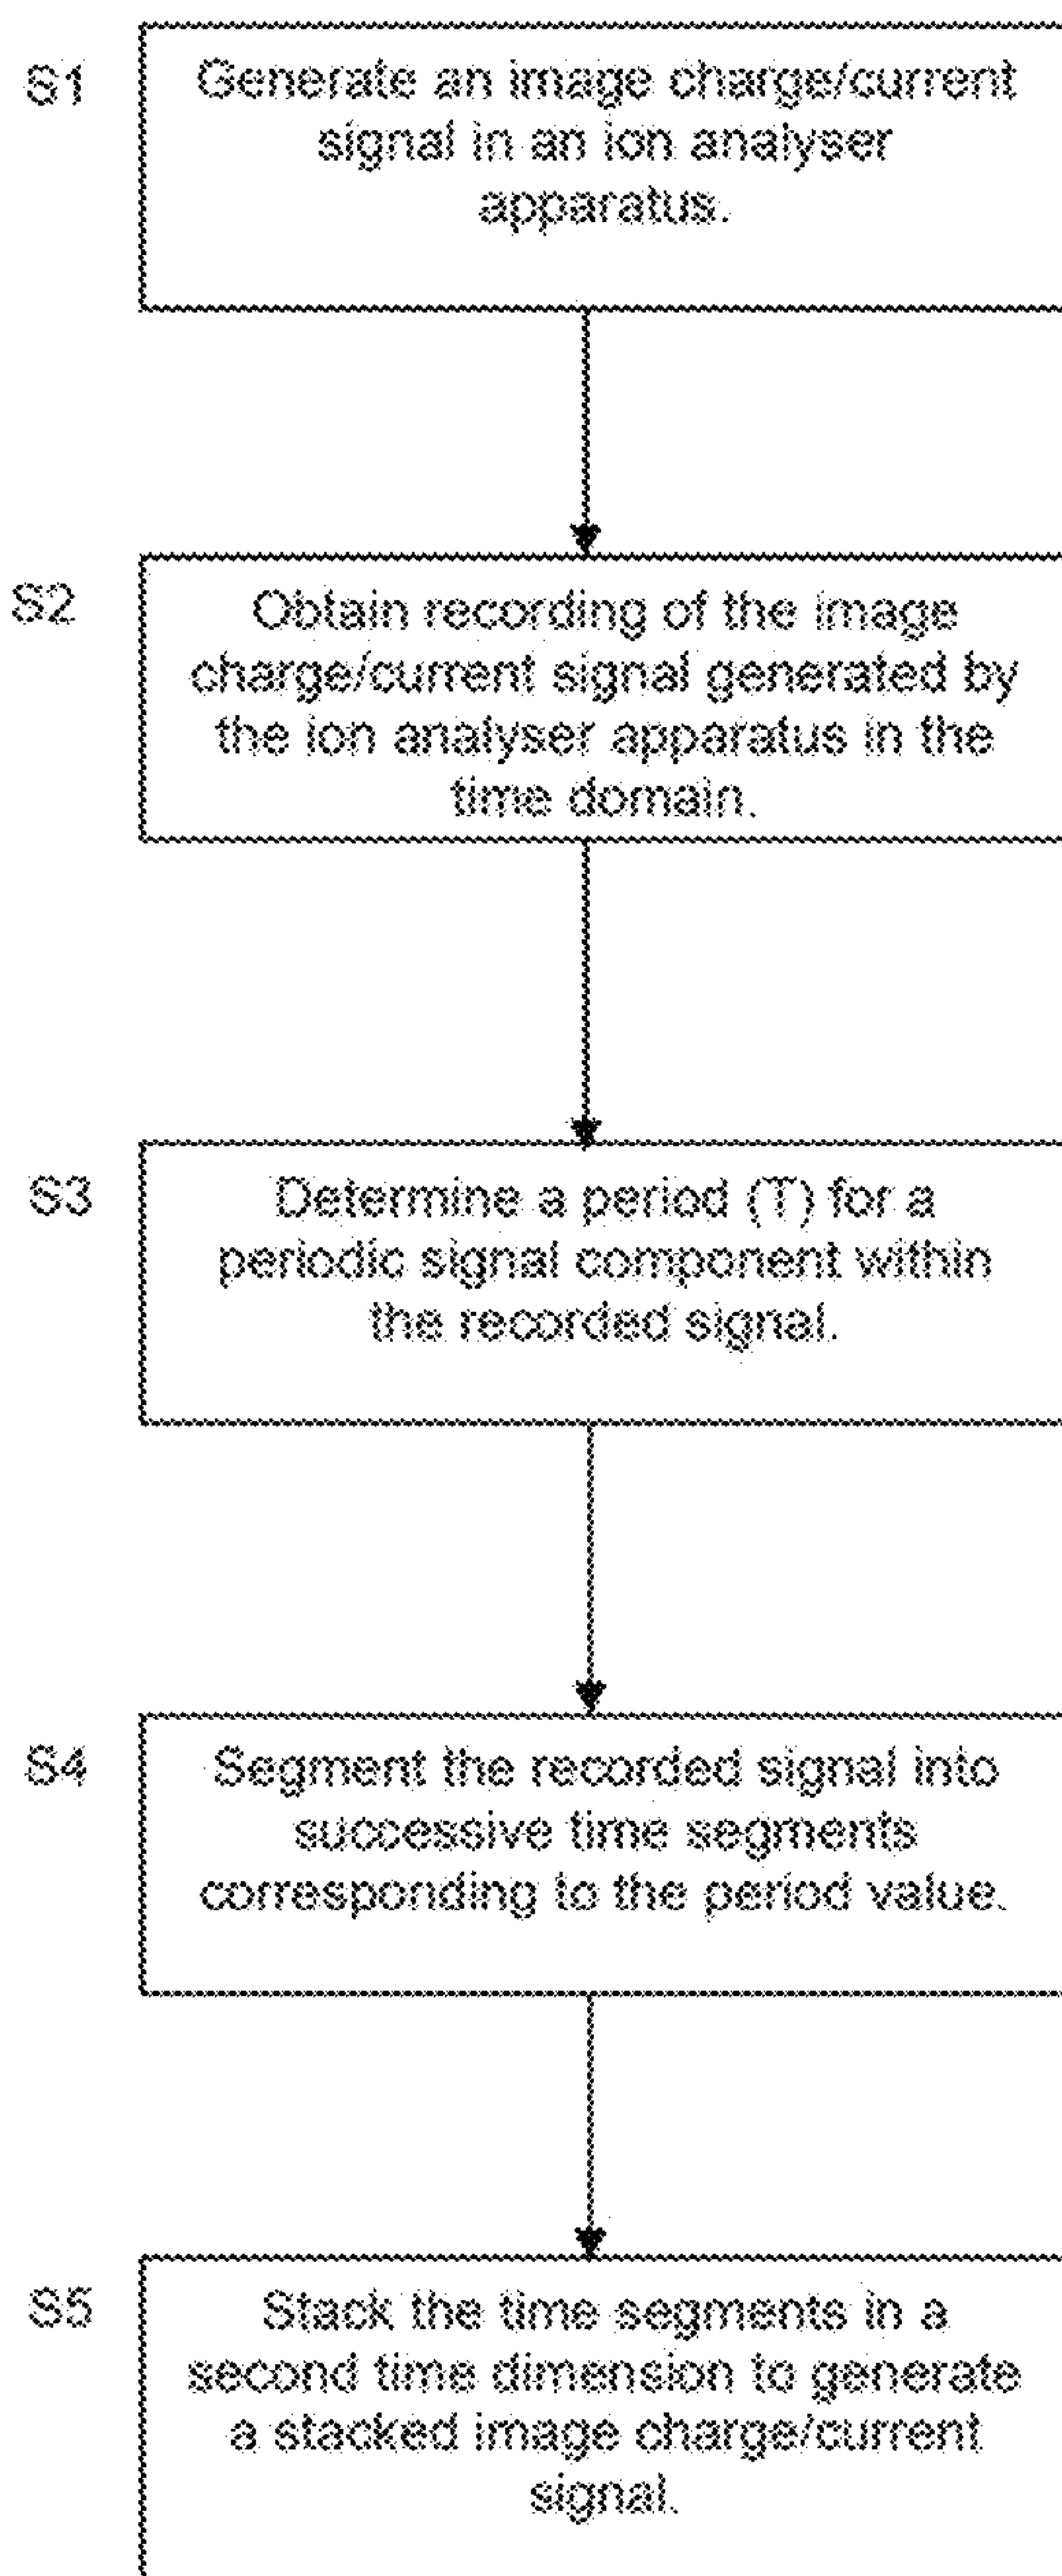 S1
Generate an image charge/current
signal in an ion analyser
apparatus.
S2
Obtain recording of the image
charge/current signal generated by
the ion analyser apparatus in the
time domain.
S3
Determine a period (T) for a
periodic signal component within
the recorded signal.
S4
Segment the recorded signal into
successive time segments
corresponding to the period value.
S5
Stack the time segments in a
second time dimension to generate
a stacked image charge/current
signal.